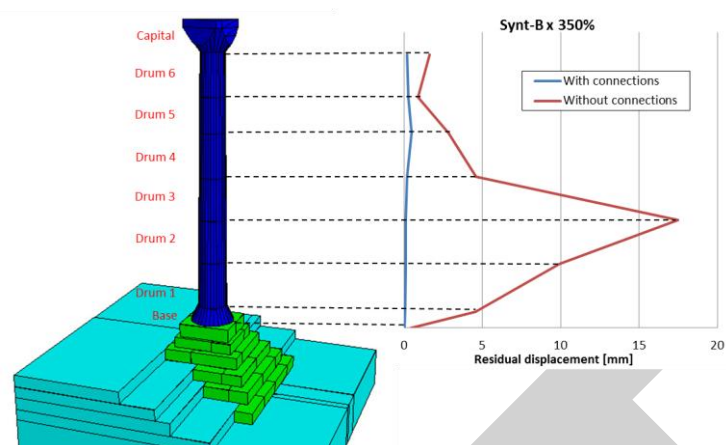 Synt-B x 350%
Capital
Drum 6
Drum 5
Drum 4
Drum 3
Drum 2
Drum 1
Base
With connections
Without connections
0 5 10 15 20
Residual displacement [mm]